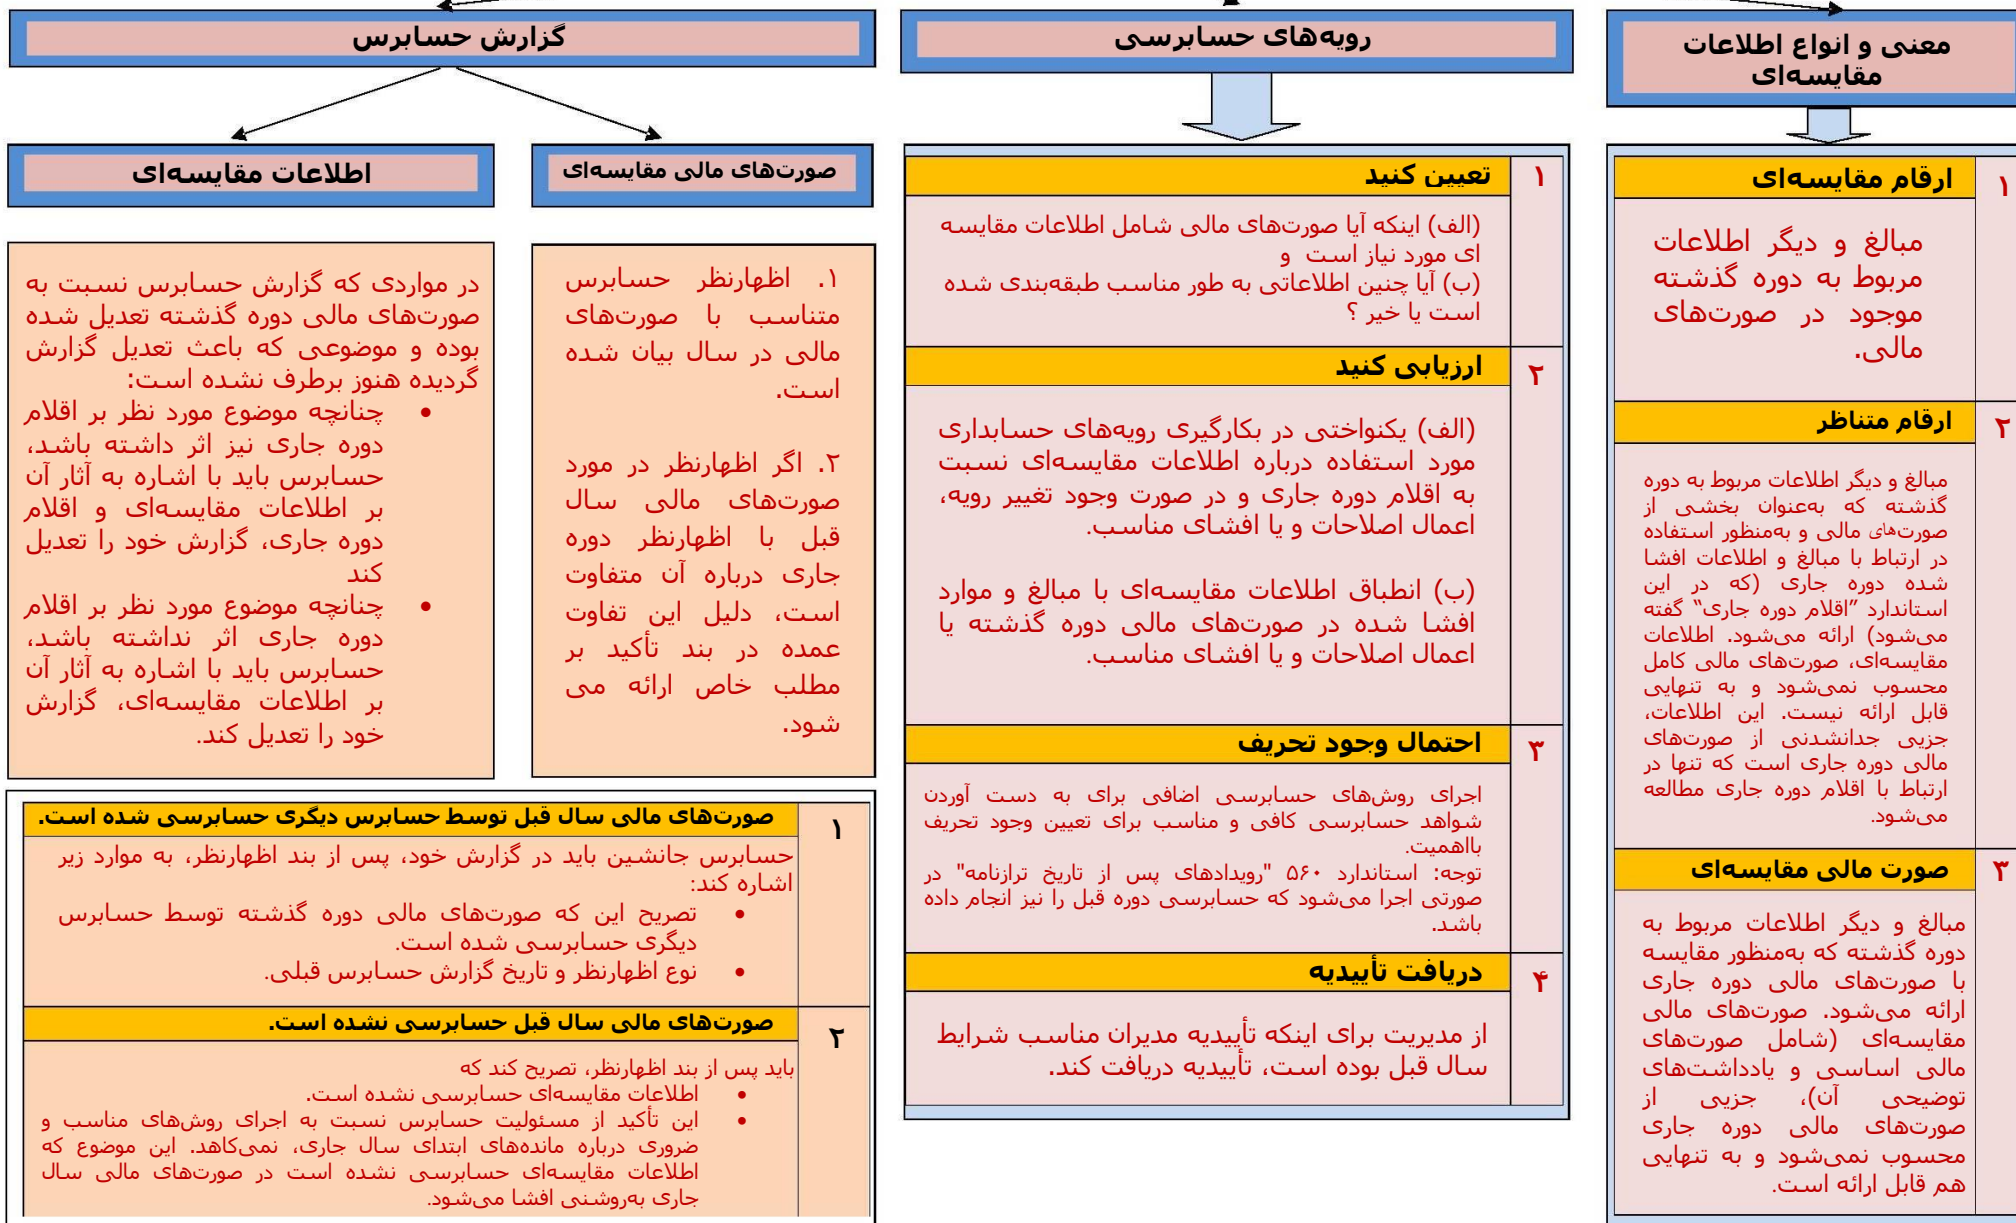 معنی و انواع اطلاعات
مقایسه‌ای
۱
ارقام مقایسه‌ای
مبالغ و دیگر اطلاعات
مربوط به دوره گذشته
موجود در صورت‌های
مالی.
۲
ارقام متناظر
مبالغ و دیگر اطلاعات مربوط به دوره
گذشته که به‌عنوان بخشی از
صورت‌های مالی و به‌منظور استفاده
در ارتباط با مبالغ و اطلاعات افشا
شده دوره جاری (که در این
استاندارد "اقلام دوره جاری" گفته
می‌شود) ارائه می‌شود. اطلاعات
مقایسه‌ای، صورت‌های مالی کامل
محسوب نمی‌شود و به تنهایی
قابل ارائه نیست. این اطلاعات،
جزیی جدانشدنی از صورت‌های
مالی دوره جاری است که تنها در
ارتباط با اقلام دوره جاری مطالعه
می‌شود.
۳
صورت مالی مقایسه‌ای
مبالغ و دیگر اطلاعات مربوط به
دوره گذشته که به‌منظور مقایسه
با صورت‌های مالی دوره جاری
ارائه می‌شود. صورت‌های مالی
مقایسه‌ای (شامل صورت‌های
مالی اساسی و یادداشت‌های
توضیحی آن)، جزیی از
صورت‌های مالی دوره جاری
محسوب نمی‌شود و به تنهایی
هم قابل ارائه است.
رویه‌های حسابرسی
۱
تعیین کنید
(الف) اینکه آیا صورت‌های مالی شامل اطلاعات مقایسه
ای مورد نیاز است و
(ب) آیا چنین اطلاعاتی به طور مناسب طبقه‌بندی شده
است یا خیر ؟
۲
ارزیابی کنید
(الف) یکنواختی در بکارگیری رویه‌های حسابداری
مورد استفاده درباره اطلاعات مقایسه‌ای نسبت
به اقلام دوره جاری و در صورت وجود تغییر رویه،
اعمال اصلاحات و یا افشای مناسب.
(ب) انطباق اطلاعات مقایسه‌ای با مبالغ و موارد
افشا شده در صورت‌های مالی دوره گذشته یا
اعمال اصلاحات و یا افشای مناسب.
۳
احتمال وجود تحریف
اجرای روش‌های حسابرسی اضافی برای به دست آوردن
شواهد حسابرسی کافی و مناسب برای تعیین وجود تحریف
بااهمیت.
توجه: استاندارد ۵۶۰ "رویدادهای پس از تاریخ ترازنامه" در
صورتی اجرا می‌شود که حسابرسی دوره قبل را نیز انجام داده
باشد.
۴
دریافت تأییدیه
از مدیریت برای اینکه تأییدیه مدیران مناسب شرایط
سال قبل بوده است، تأییدیه دریافت کند.
گزارش حسابرس
صورت‌های مالی مقایسه‌ای
۱. اظهارنظر حسابرس
متناسب با صورت‌های
مالی در سال بیان شده
است.
۲. اگر اظهارنظر در مورد
صورت‌های مالی سال
قبل با اظهارنظر دوره
جاری درباره آن متفاوت
است، دلیل این تفاوت
عمده در بند تأکید بر
مطلب خاص ارائه می
شود.
اطلاعات مقایسه‌ای
در مواردی که گزارش حسابرس نسبت به
صورت‌های مالی دوره گذشته تعدیل شده
بوده و موضوعی که باعث تعدیل گزارش
گردیده هنوز برطرف نشده است:
• چنانچه موضوع مورد نظر بر اقلام
دوره جاری نیز اثر داشته باشد،
حسابرس باید با اشاره به آثار آن
بر اطلاعات مقایسه‌ای و اقلام
دوره جاری، گزارش خود را تعدیل
کند
• چنانچه موضوع مورد نظر بر اقلام
دوره جاری اثر نداشته باشد،
حسابرس باید با اشاره به آثار آن
بر اطلاعات مقایسه‌ای، گزارش
خود را تعدیل کند.
۱
صورت‌های مالی سال قبل توسط حسابرس دیگری حسابرسی شده است.
حسابرس جانشین باید در گزارش خود، پس از بند اظهارنظر، به موارد زیر
اشاره کند:
• تصریح این که صورت‌های مالی دوره گذشته توسط حسابرس
دیگری حسابرسی شده است.
• نوع اظهارنظر و تاریخ گزارش حسابرس قبلی.
۲
صورت‌های مالی سال قبل حسابرسی نشده است.
باید پس از بند اظهارنظر، تصریح کند که
• اطلاعات مقایسه‌ای حسابرسی نشده است.
• این تأکید از مسئولیت حسابرس نسبت به اجرای روش‌های مناسب و
ضروری درباره مانده‌های ابتدای سال جاری، نمی‌کاهد. این موضوع که
اطلاعات مقایسه‌ای حسابرسی نشده است در صورت‌های مالی سال
جاری به‌روشنی افشا می‌شود.